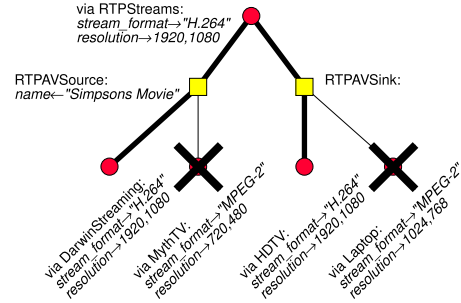 via RTPStreams:
stream_format→"H.264"
resolution→1920,1080
RTPAVSource:
name←"Simpsons Movie"
RTPAVSink:
via DarwinStreaming:
stream_format→"H.264"
resolution→1920,1080
via MythTV:
stream_format→"MPEG-2"
resolution→720,480
via HDTV:
stream_format→"H.264"
resolution→1920,1080
via Laptop:
stream_format→"MPEG-2"
resolution→1024,768